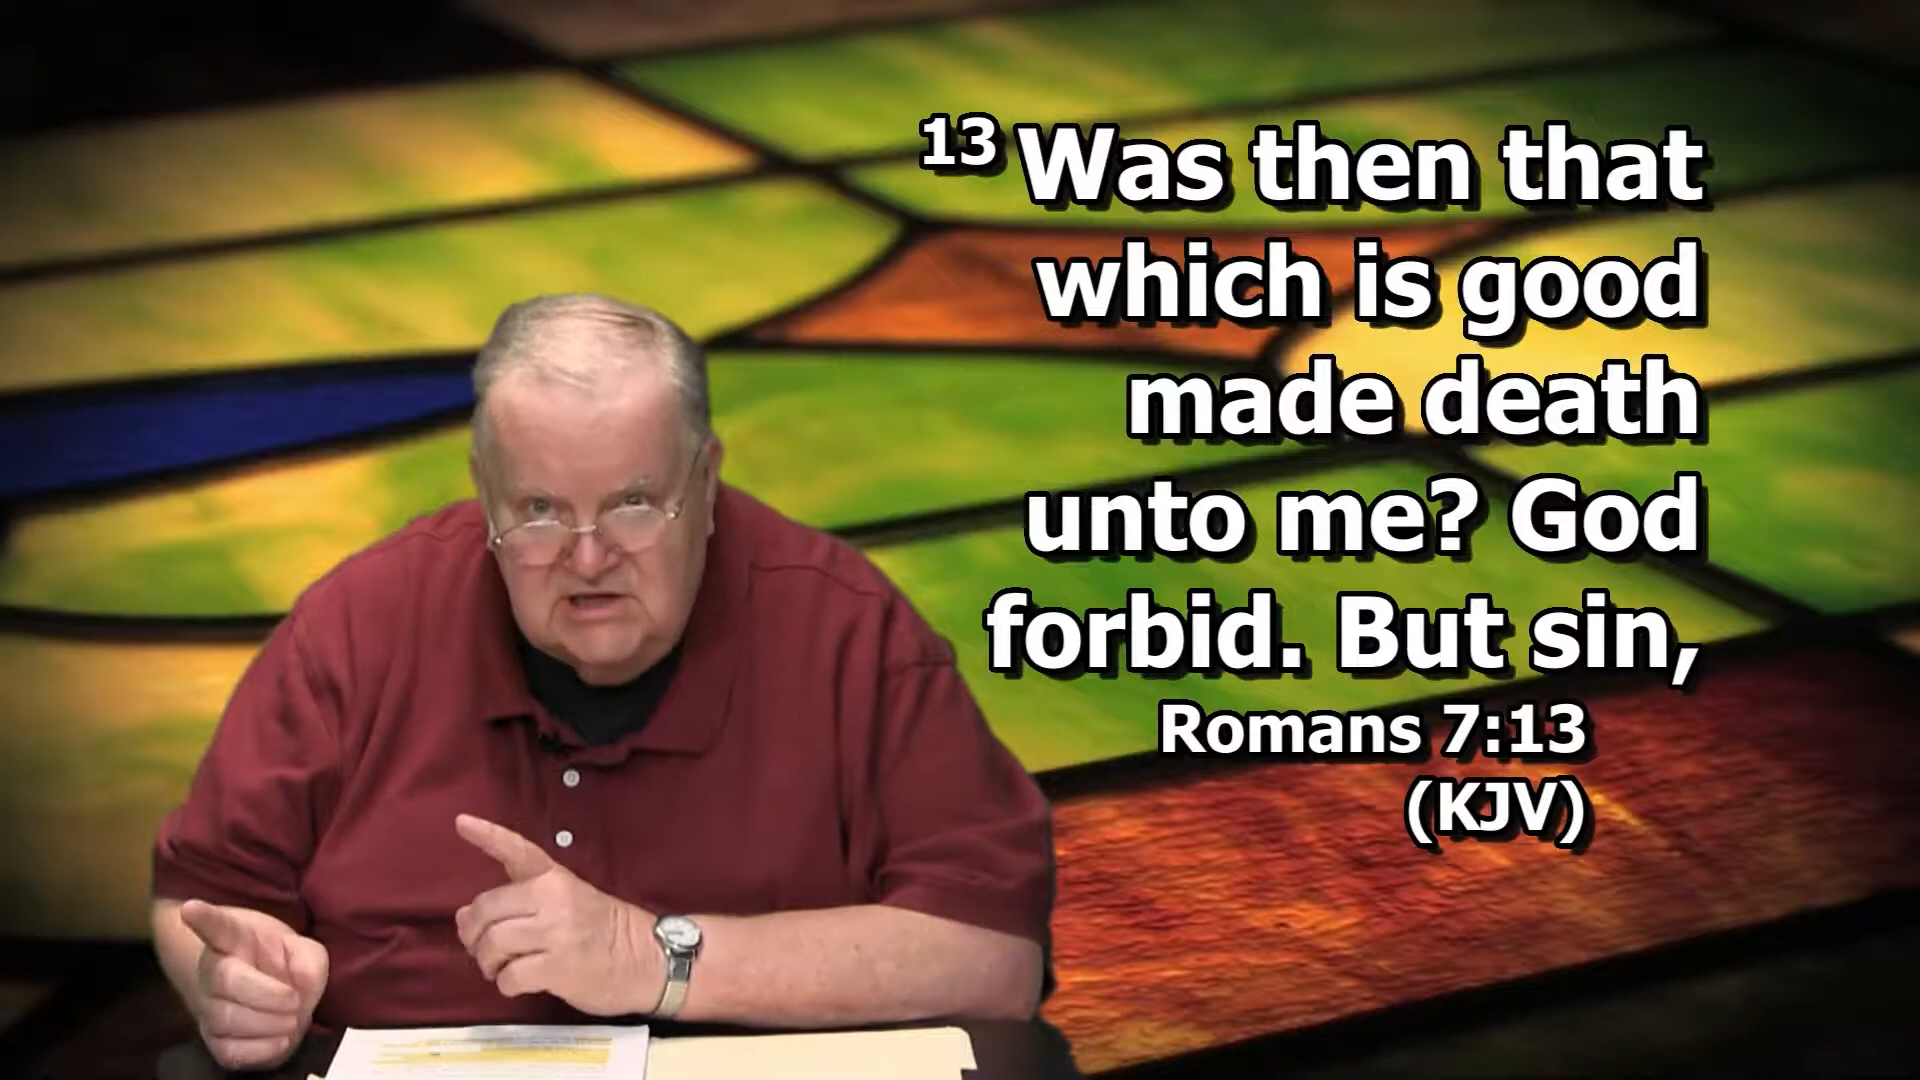 13 Was then that
which is good
made death
unto me? God
forbid. But sin,
Romans 7:13
(KJV)